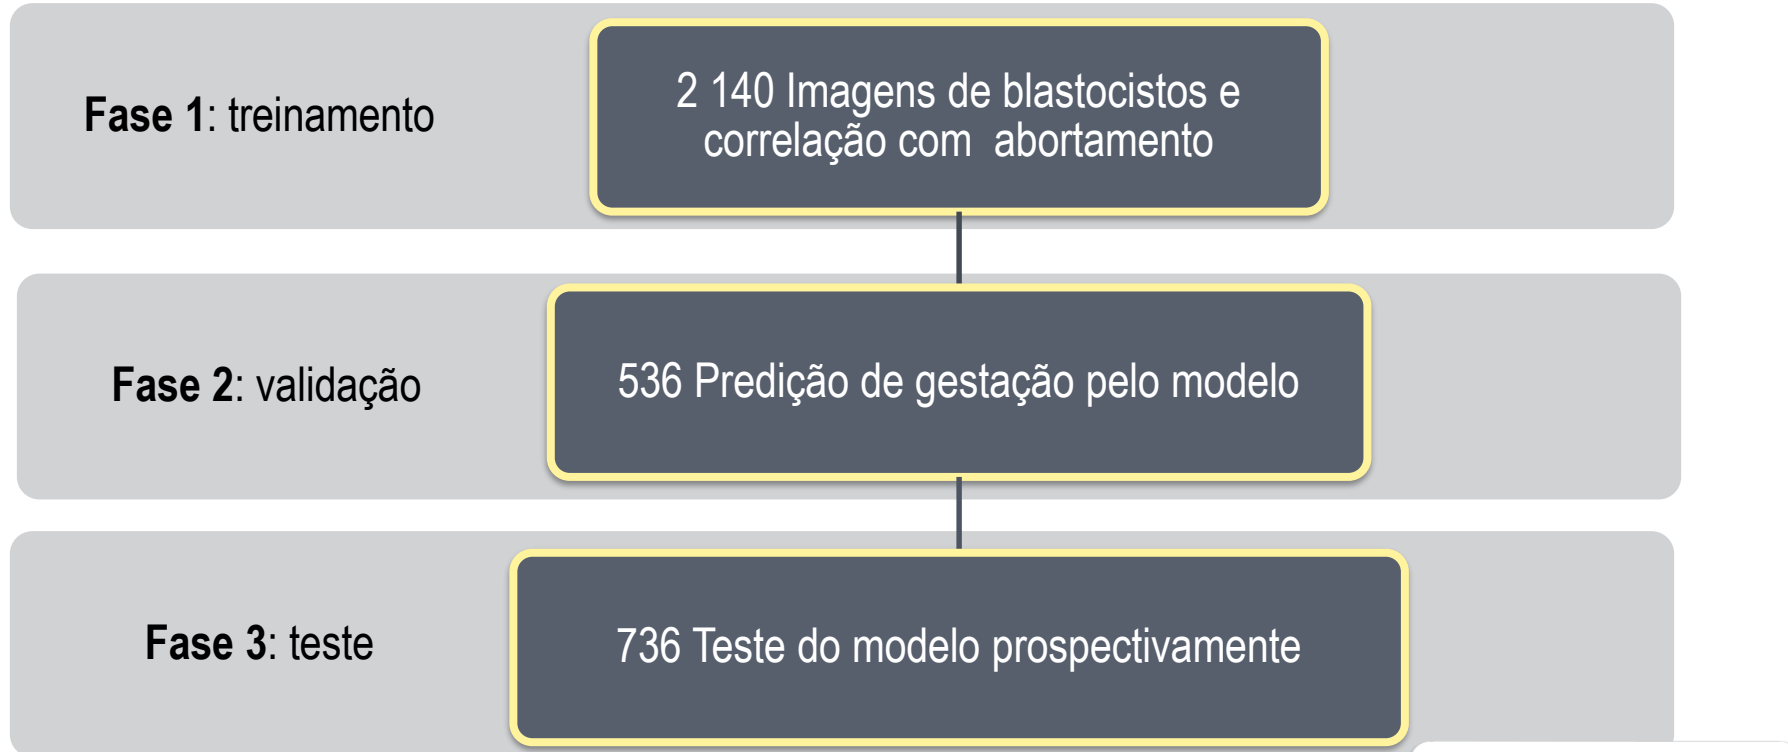 Fase 1: treinamento
2 140 Imagens de blastocistos e
correlação com  abortamento
Fase 2: validação
536 Predição de gestação pelo modelo
Fase 3: teste
736 Teste do modelo prospectivamente